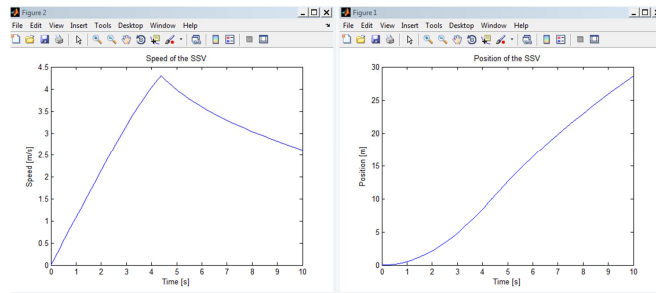 Figure 2
File Edit View Insert Tools Desktop Window Help
Speed of the SSV
4.5
4
3.5
3
2.5
2
1.5
1
0.5
0
Speed [m/s]
0 1 2 3 4 5 6 7 8 9 10
Time [s]
Figure 1
File Edit View Insert Tools Desktop Window Help
Position of the SSV
30
25
20
15
10
5
0
Position [m]
0 1 2 3 4 5 6 7 8 9 10
Time [s]